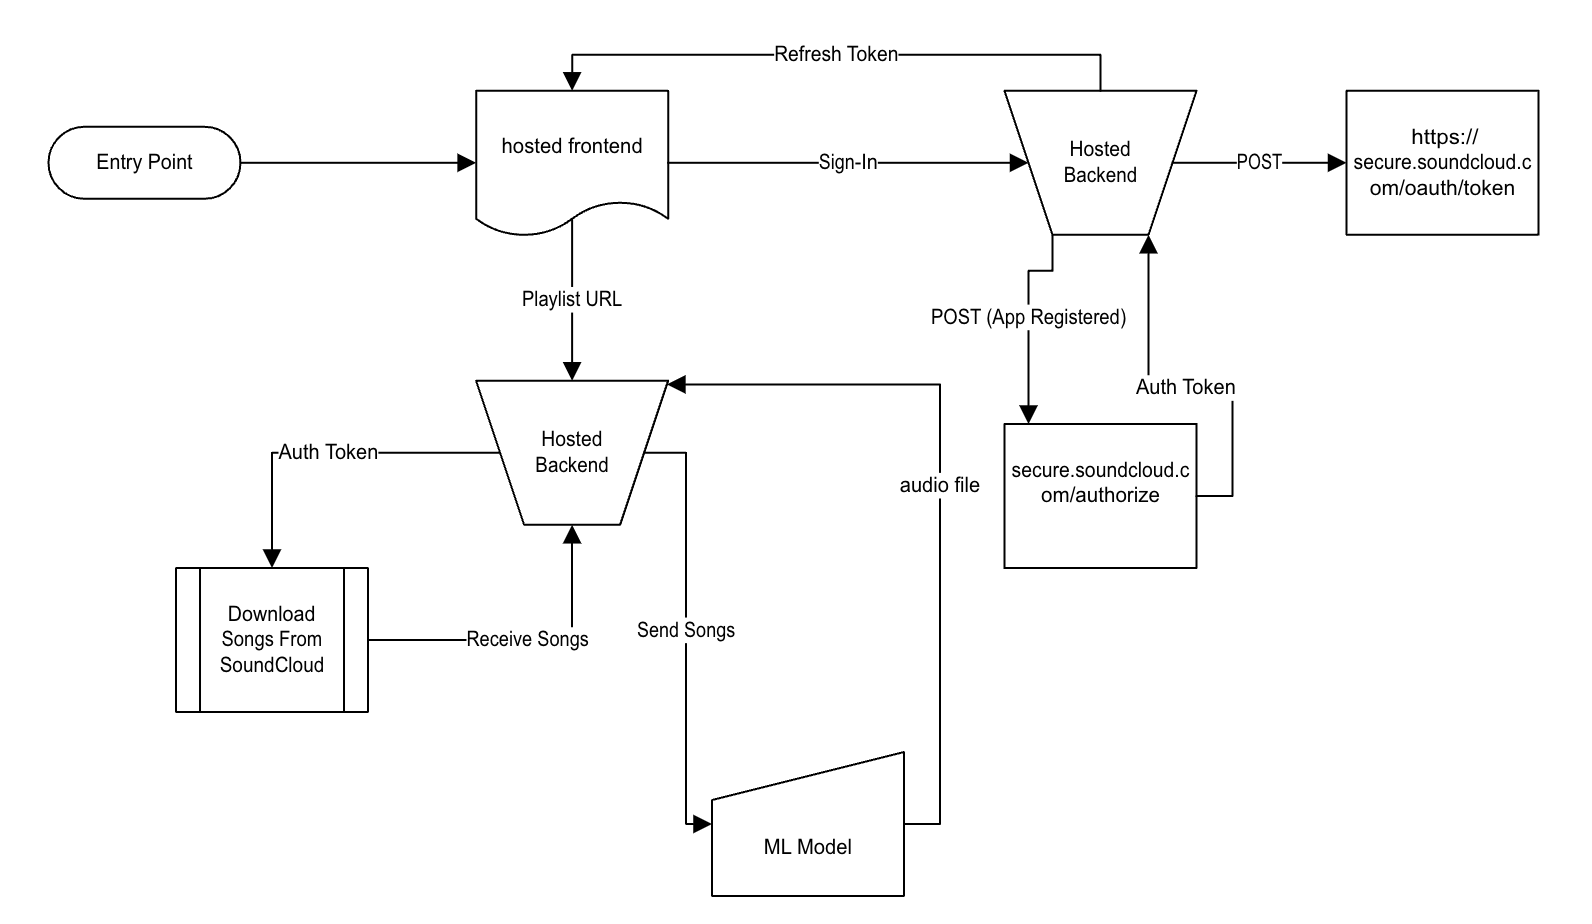 Refresh Token
Entry Point
hosted frontend
Sign-In
Hosted
Backend
POST
https://
secure.soundcloud.c
om/oauth/token
Playlist URL
POST (App Registered)
Auth Token
Hosted
Backend
Auth Token
audio file
secure.soundcloud.c
om/authorize
Download
Songs From
SoundCloud
Receive Songs
Send Songs
ML Model